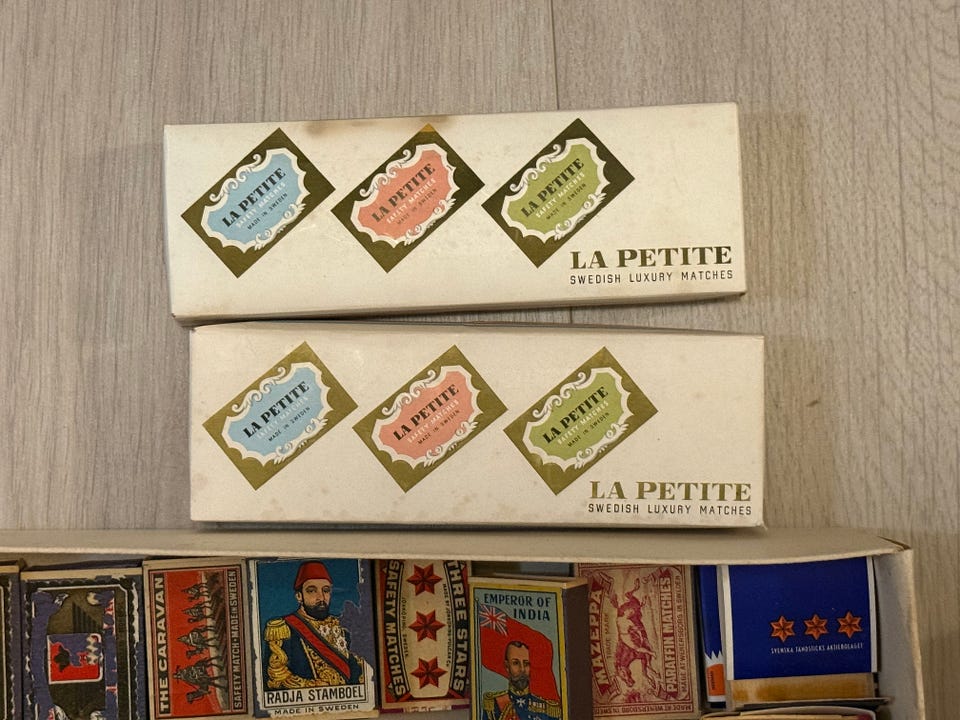 LA PETITE
SAFETY MATCHES
MADE IN SWEDEN
LA PETITE
SAFETY MATCHES
MADE IN SWEDEN
LA PETITE
SAFETY MATCHES
MADE IN SWEDEN
LA PETITE
SWEDISH LUXURY MATCHES
LA PETITE
SAFETY MATCHES
MADE IN SWEDEN
LA PETITE
SAFETY MATCHES
MADE IN SWEDEN
LA PETITE
SAFETY MATCHES
MADE IN SWEDEN
LA PETITE
SWEDISH LUXURY MATCHES
THE CARAVAN
SAFETY MATCH·MADE IN SWEDEN
RADJA STAMBOEL
MADE IN SWEDEN
SAFETY MATCHES
THREE STARS
EMPEROR OF
INDIA
MAZEPPA
TRADE MARK
PARAFFIN MATCHES
SVENSKA TÄNDSTICKS AKTIEBOLAGET